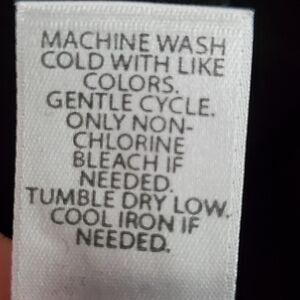 MACHINE WASH
COLD WITH LIKE
COLORS.
GENTLE CYCLE.
ONLY NON-
CHLORINE
BLEACH IF
NEEDED.
TUMBLE DRY LOW.
COOL IRON IF
NEEDED.